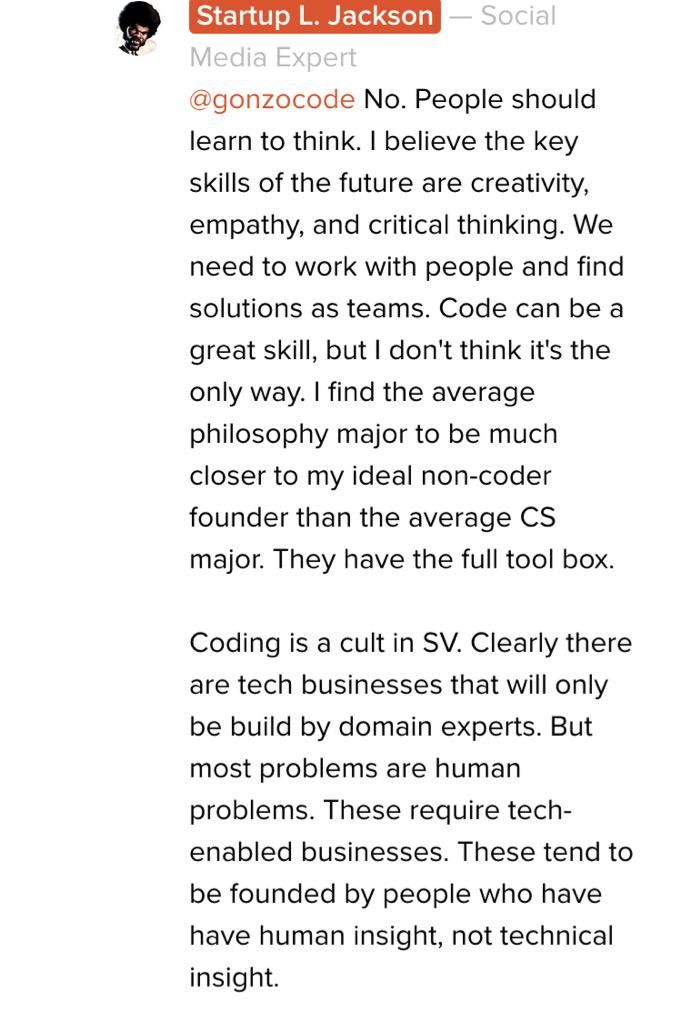 Startup L. Jackson — Social
Media Expert
@gonzocode No. People should
learn to think. I believe the key
skills of the future are creativity,
empathy, and critical thinking. We
need to work with people and find
solutions as teams. Code can be a
great skill, but I don't think it's the
only way. I find the average
philosophy major to be much
closer to my ideal non-coder
founder than the average CS
major. They have the full tool box.
Coding is a cult in SV. Clearly there
are tech businesses that will only
be build by domain experts. But
most problems are human
problems. These require tech-
enabled businesses. These tend to
be founded by people who have
have human insight, not technical
insight.